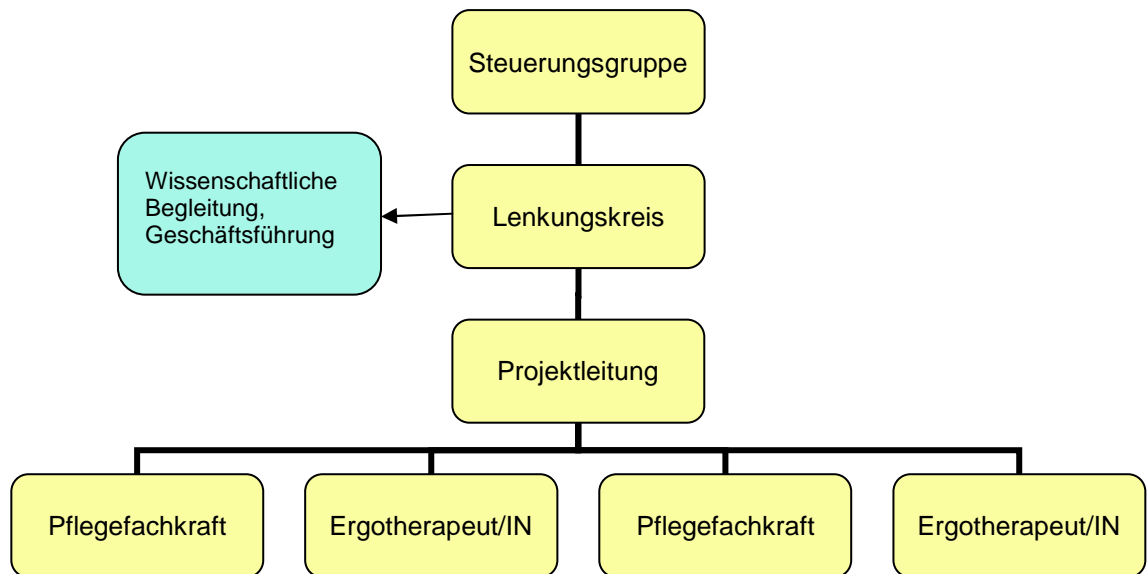 Steuerungsgruppe
Wissenschaftliche
Begleitung,
Geschäftsführung
Lenkungskreis
Projektleitung
Pflegefachkraft
Ergotherapeut/IN
Pflegefachkraft
Ergotherapeut/IN